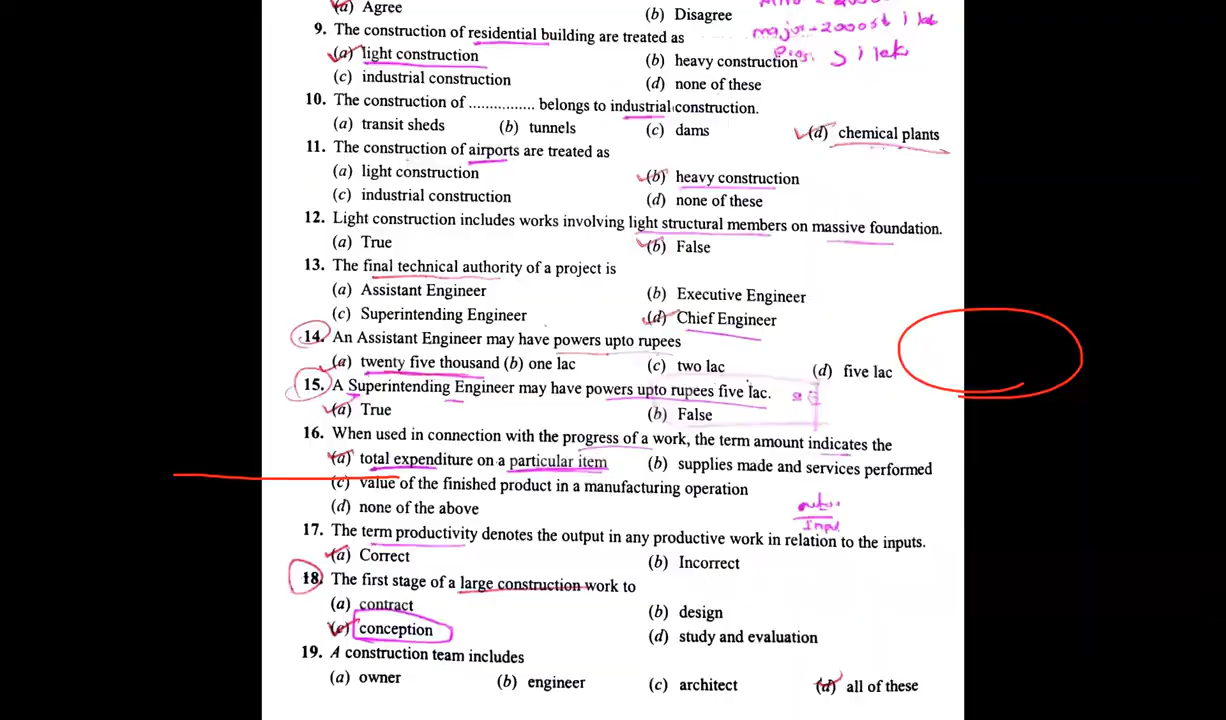 (a) Agree (b) Disagree
major - 2000st 1 lak
9. The construction of residential building are treated as
(a) light construction (b) heavy construction
> 1 lak
(c) industrial construction (d) none of these
10. The construction of ................ belongs to industrial construction.
(a) transit sheds (b) tunnels (c) dams (d) chemical plants
11. The construction of airports are treated as
(a) light construction (b) heavy construction
(c) industrial construction (d) none of these
12. Light construction includes works involving light structural members on massive foundation.
(a) True (b) False
13. The final technical authority of a project is
(a) Assistant Engineer (b) Executive Engineer
(c) Superintending Engineer (d) Chief Engineer
14. An Assistant Engineer may have powers upto rupees
(a) twenty five thousand (b) one lac (c) two lac (d) five lac
15. A Superintending Engineer may have powers upto rupees five lac.
(a) True (b) False
16. When used in connection with the progress of a work, the term amount indicates the
(a) total expenditure on a particular item (b) supplies made and services performed
(c) value of the finished product in a manufacturing operation
(d) none of the above
Input
17. The term productivity denotes the output in any productive work in relation to the inputs.
(a) Correct (b) Incorrect
18. The first stage of a large construction work to
(a) contract (b) design
(c) conception (d) study and evaluation
19. A construction team includes
(a) owner (b) engineer (c) architect (d) all of these